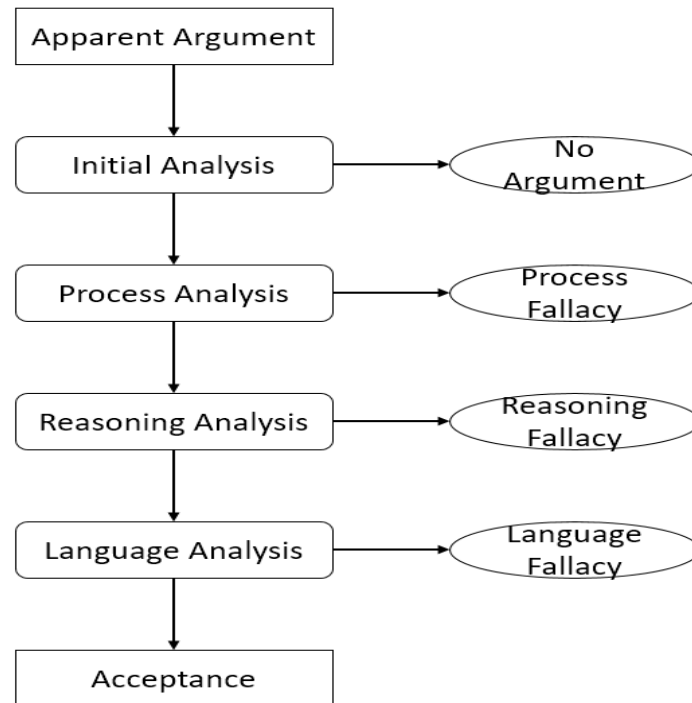 Apparent Argument
Initial Analysis
No
Argument
Process Analysis
Process
Fallacy
Reasoning Analysis
Reasoning
Fallacy
Language Analysis
Language
Fallacy
Acceptance